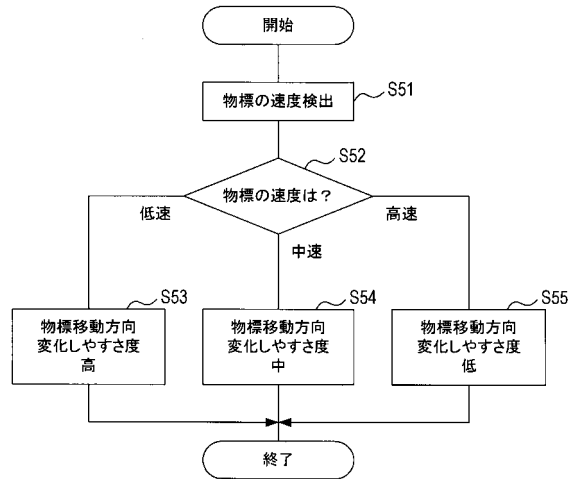 開始
物標の速度検出
S51
S52
物標の速度は？
低速
中速
高速
S53
物標移動方向
変化しやすさ度
高
S54
物標移動方向
変化しやすさ度
中
S55
物標移動方向
変化しやすさ度
低
終了